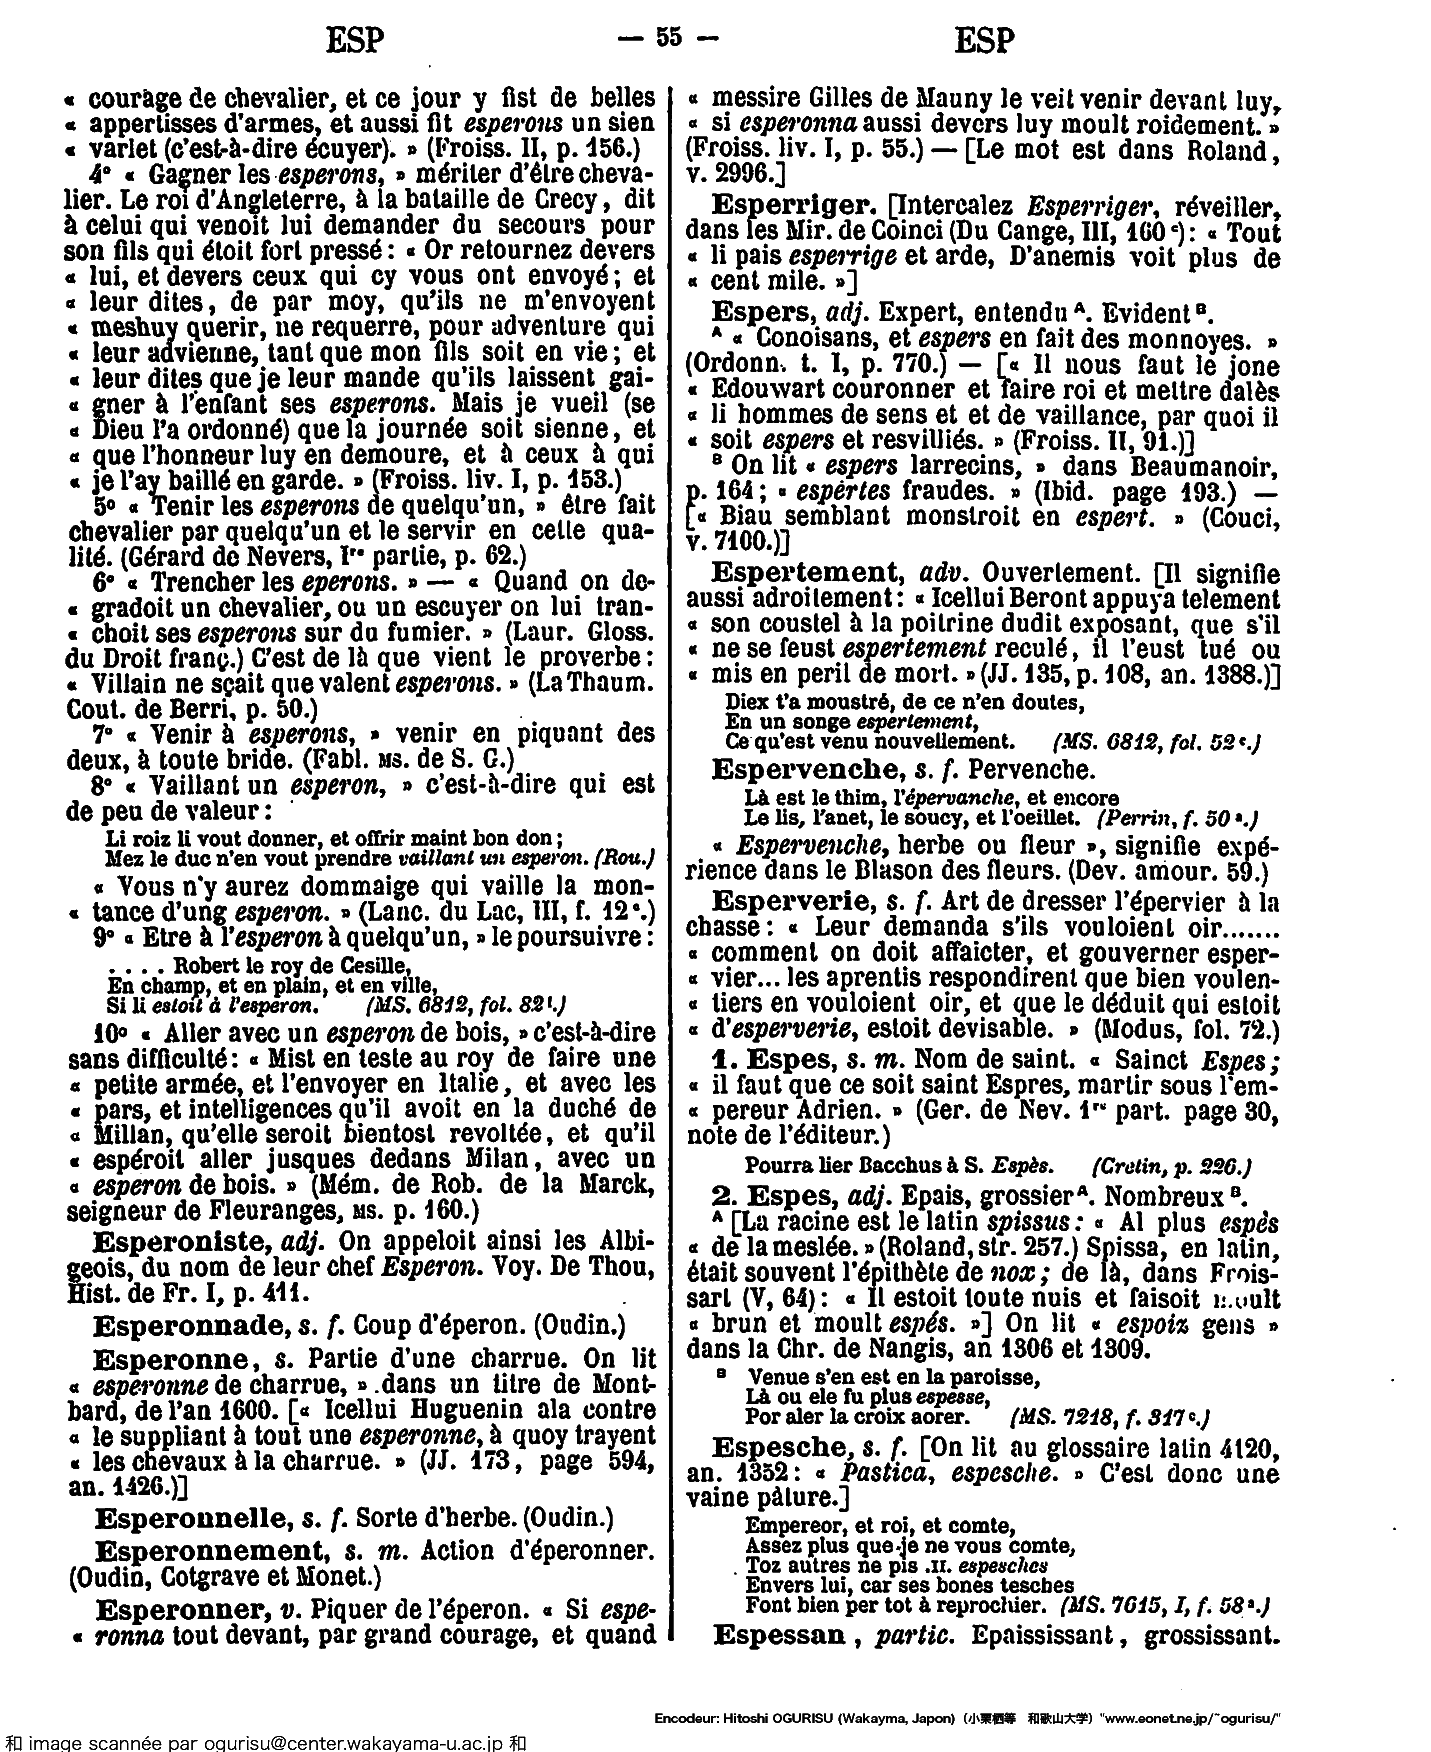 ESP — 55 — ESP
« courage de chevalier, et ce jour y fist de belles
« appertisses d'armes, et aussi fit esperons un sien
« varlet (c'est-à-dire écuyer). » (Froiss. II, p. 156.)
4° « Gagner les esperons, » mériter d'être cheva-
lier. Le roi d'Angleterre, à la bataille de Crecy, dit
à celui qui venoit lui demander du secours pour
son fils qui étoit fort pressé : « Or retournez devers
« lui, et devers ceux qui cy vous ont envoyé ; et
« leur dites, de par moy, qu'ils ne m'envoyent
« meshuy querir, ne requerre, pour adventure qui
« leur advienne, tant que mon fils soit en vie ; et
« leur dites que je leur mande qu'ils laissent gai-
« gner à l'enfant ses esperons. Mais je vueil (se
« Dieu l'a ordonné) que la journée soit sienne, et
« que l'honneur luy en demoure, et à ceux à qui
« je l'ay baillé en garde. » (Froiss. liv. I, p. 153.)
5° « Tenir les esperons de quelqu'un, » être fait
chevalier par quelqu'un et le servir en cette qua-
lité. (Gérard de Nevers, Ire partie, p. 62.)
6° « Trencher les eperons. » — « Quand on de-
« gradoit un chevalier, ou un escuyer on lui tran-
« choit ses esperons sur du fumier. » (Laur. Gloss.
du Droit franç.) C'est de là que vient le proverbe :
« Villain ne sçait que valent esperons. » (La Thaum.
Cout. de Berri, p. 50.)
7° « Venir à esperons, » venir en piquant des
deux, à toute bride. (Fabl. MS. de S. G.)
8° « Vaillant un esperon, » c'est-à-dire qui est
de peu de valeur :
Li roiz li vout donner, et offrir maint bon don ;
Mez le duc n'en vout prendre vaillant un esperon. (Rou.)
« Vous n'y aurez dommaige qui vaille la mon-
« tance d'ung esperon. » (Lanc. du Lac, III, f. 12 a.)
9° « Etre à l'esperon à quelqu'un, » le poursuivre :
. . . . Robert le roy de Cesille,
En champ, et en plain, et en ville,
Si li estoit à l'esperon. (MS. 6812, fol. 82 f.)
10° « Aller avec un esperon de bois, » c'est-à-dire
sans difficulté : « Mist en teste au roy de faire une
« petite armée, et l'envoyer en Italie, et avec les
« pars, et intelligences qu'il avoit en la duché de
« Millan, qu'elle seroit bientost revoltée, et qu'il
« espéroit aller jusques dedans Milan, avec un
« esperon de bois. » (Mém. de Rob. de la Marck,
seigneur de Fleuranges, MS. p. 160.)
Esperoniste, adj. On appeloit ainsi les Albi-
geois, du nom de leur chef Esperon. Voy. De Thou,
Hist. de Fr. I, p. 411.
Esperonnade, s. f. Coup d'éperon. (Oudin.)
Esperonne, s. Partie d'une charrue. On lit
« esperonne de charrue, » dans un titre de Mont-
bard, de l'an 1600. [« Icellui Huguenin ala contre
« le suppliant à tout une esperonne, à quoy trayent
« les chevaux à la charrue. » (JJ. 173, page 594,
an. 1426.)]
Esperonnelle, s. f. Sorte d'herbe. (Oudin.)
Esperonnement, s. m. Action d'éperonner.
(Oudin, Cotgrave et Monet.)
Esperonner, v. Piquer de l'éperon. « Si espe-
« ronna tout devant, par grand courage, et quand
« messire Gilles de Mauny le veit venir devant luy,
« si esperonna aussi devers luy moult roidement. »
(Froiss. liv. I, p. 55.) — [Le mot est dans Roland,
v. 2996.]
Esperriger. [Intercalez Esperriger, réveiller,
dans les Mir. de Coinci (Du Cange, III, 160 c) : « Tout
« li pais esperrige et arde, D'anemis voit plus de
« cent mile. »]
Espers, adj. Expert, entendu A. Evident B.
A « Conoisans, et espers en fait des monnoyes. »
(Ordonn. t. I, p. 770.) — [« Il nous faut le jone
« Edouwart couronner et faire roi et mettre dalès
« li hommes de sens et et de vaillance, par quoi il
« soit espers et resvilliés. » (Froiss. II, 91.)]
B On lit « espers larrecins, » dans Beaumanoir,
p. 164 ; « espertes fraudes. » (Ibid. page 193.) —
[« Biau semblant monstroit en espert. » (Couci,
v. 7100.)]
Espertement, adv. Ouvertement. [Il signifie
aussi adroitement : « Icellui Beront appuya telement
« son coustel à la poitrine dudit exposant, que s'il
« ne se feust espertement reculé, il l'eust tué ou
« mis en peril de mort. » (JJ. 135, p. 108, an. 1388.)]
Diex t'a moustré, de ce n'en doutes,
En un songe espertement,
Ce qu'est venu nouvellement. (MS. 6812, fol. 52 c.)
Espervenche, s. f. Pervenche.
Là est le thim, l'épervanche, et encore
Le lis, l'anet, le soucy, et l'oeillet. (Perrin, f. 50 a.)
« Espervenche, herbe ou fleur », signifie expé-
rience dans le Blason des fleurs. (Dev. amour. 59.)
Esperverie, s. f. Art de dresser l'épervier à la
chasse : « Leur demanda s'ils vouloient oir.......
« comment on doit affaicter, et gouverner esper-
« vier... les aprentis respondirent que bien voulen-
« tiers en vouloient oir, et que le déduit qui estoit
« d'esperverie, estoit devisable. » (Modus, fol. 72.)
1. Espes, s. m. Nom de saint. « Sainct Espes ;
« il faut que ce soit saint Espres, martir sous l'em-
« pereur Adrien. » (Ger. de Nev. 1re part. page 30,
note de l'éditeur.)
Pourra lier Bacchus à S. Espès. (Cretin, p. 226.)
2. Espes, adj. Epais, grossier A. Nombreux B.
A [La racine est le latin spissus : « Al plus espès
« de la meslée. » (Roland, str. 257.) Spissa, en latin,
était souvent l'épithète de nox ; de là, dans Frois-
sart (V, 64) : « Il estoit toute nuis et faisoit moult
« brun et moult espés. »] On lit « espoiz gens »
dans la Chr. de Nangis, an 1306 et 1309.
B Venue s'en est en la paroisse,
Là ou ele fu plus espesse,
Por aler la croix aorer. (MS. 7218, f. 317 c.)
Espesche, s. f. [On lit au glossaire latin 4120,
an. 1352 : « Pastica, espesche. » C'est donc une
vaine pâture.]
Empereor, et roi, et comte,
Assez plus que je ne vous comte,
Toz autres ne pis .II. espesches
Envers lui, car ses bones tesches
Font bien per tot à reprochier. (MS. 7615, I, f. 58 a.)
Espessan, partic. Epaississant, grossissant.
Encodeur: Hitoshi OGURISU (Wakayma, Japon) (小栗栖等 和歌山大学) "www.eonet.ne.jp/~ogurisu/"
和 image scannée par ogurisu@center.wakayama-u.ac.jp 和